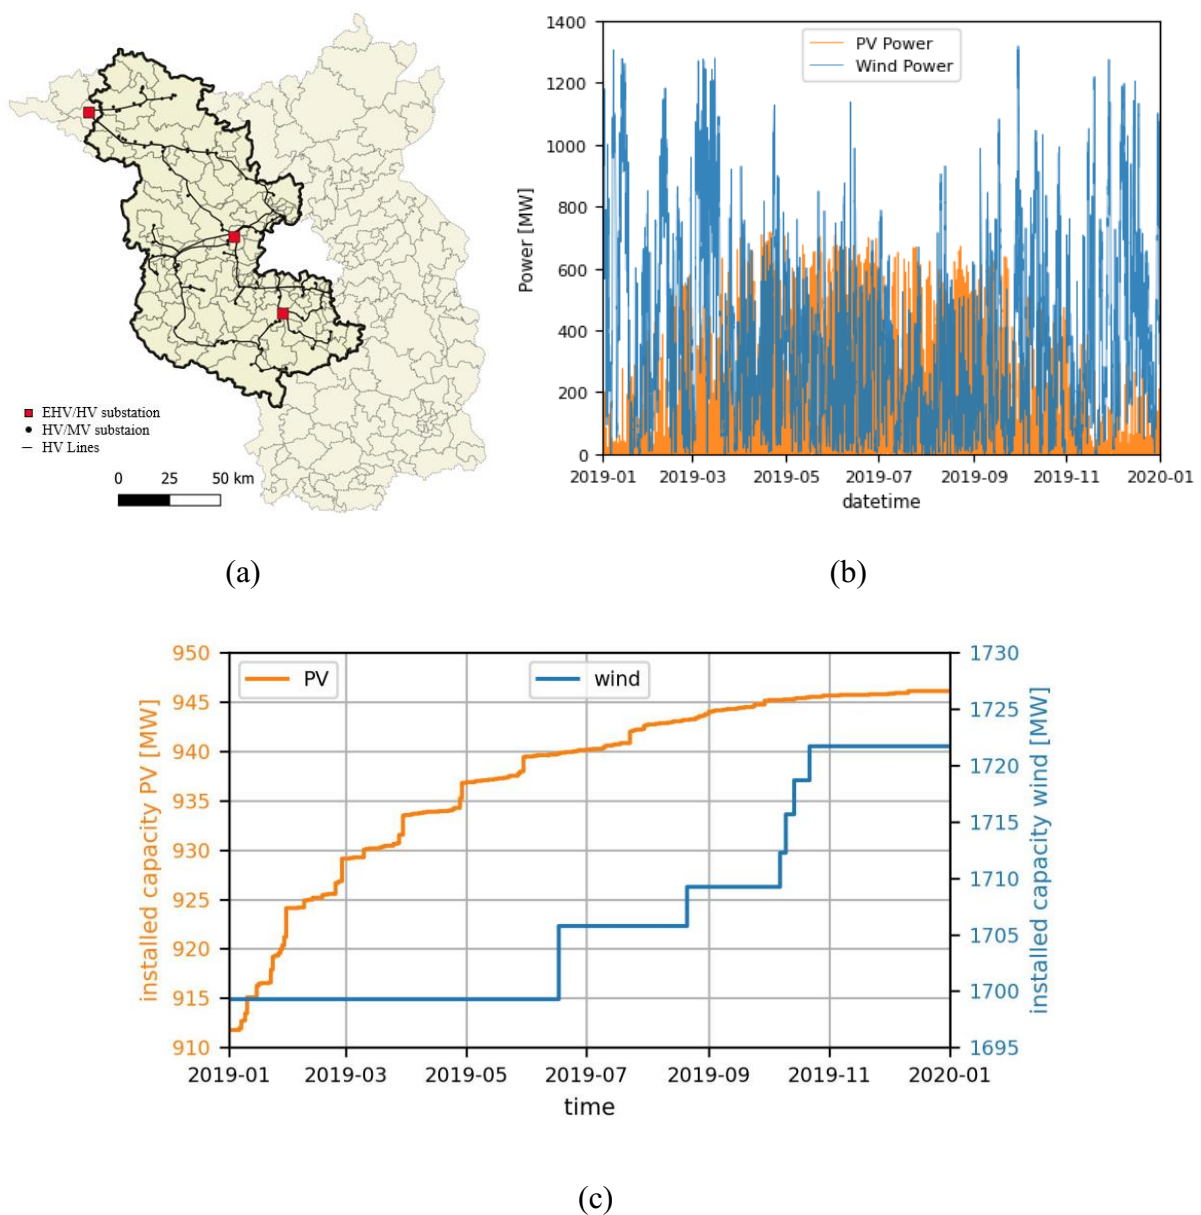 EHV/HV substation
HV/MV substaion
HV Lines
0 25 50 km
(a)
1400
1200
1000
800
600
400
200
0
Power [MW]
PV Power
Wind Power
2019-01 2019-03 2019-05 2019-07 2019-09 2019-11 2020-01
datetime
(b)
950
945
940
935
930
925
920
915
910
installed capacity PV [MW]
PV
wind
1730
1725
1720
1715
1710
1705
1700
1695
installed capacity wind [MW]
2019-01 2019-03 2019-05 2019-07 2019-09 2019-11 2020-01
time
(c)